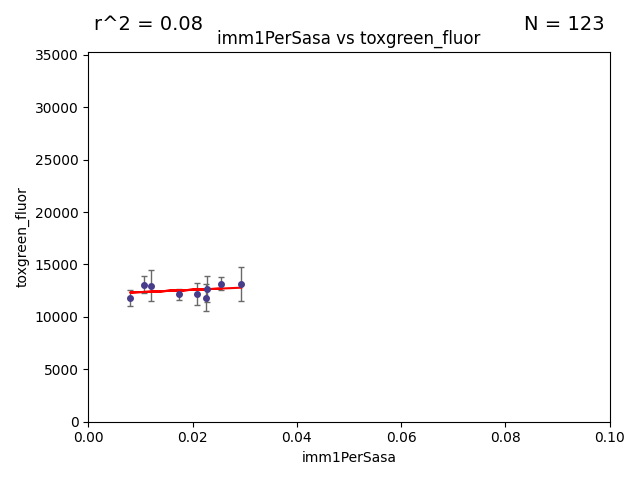 r^2 = 0.08
N = 123
imm1PerSasa vs toxgreen_fluor
35000
30000
25000
20000
15000
10000
5000
0
toxgreen_fluor
0.00
0.02
0.04
0.06
0.08
0.10
imm1PerSasa